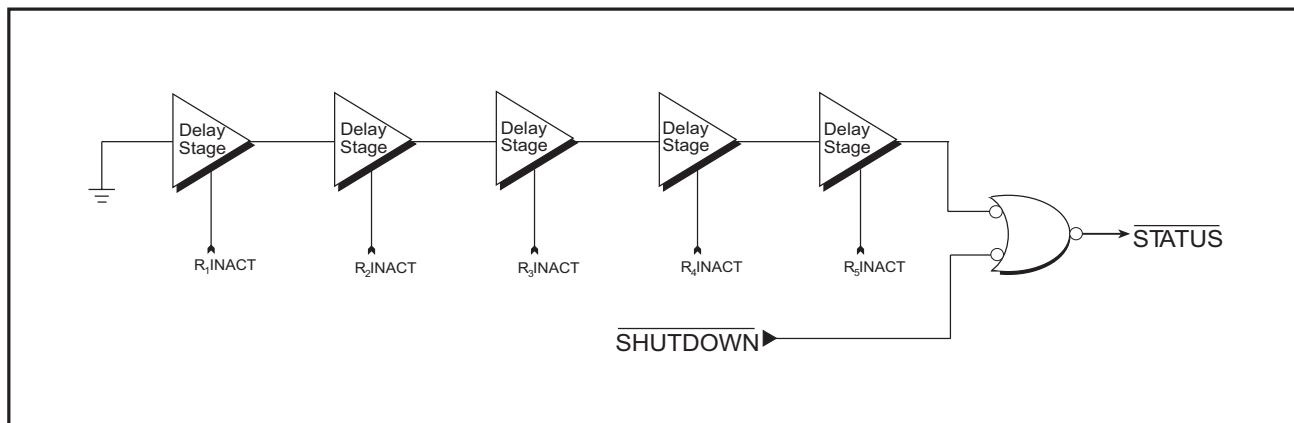 Delay
Stage
Delay
Stage
Delay
Stage
Delay
Stage
Delay
Stage
R₁INACT
R₂INACT
R₃INACT
R₄INACT
R₅INACT
STATUS
SHUTDOWN